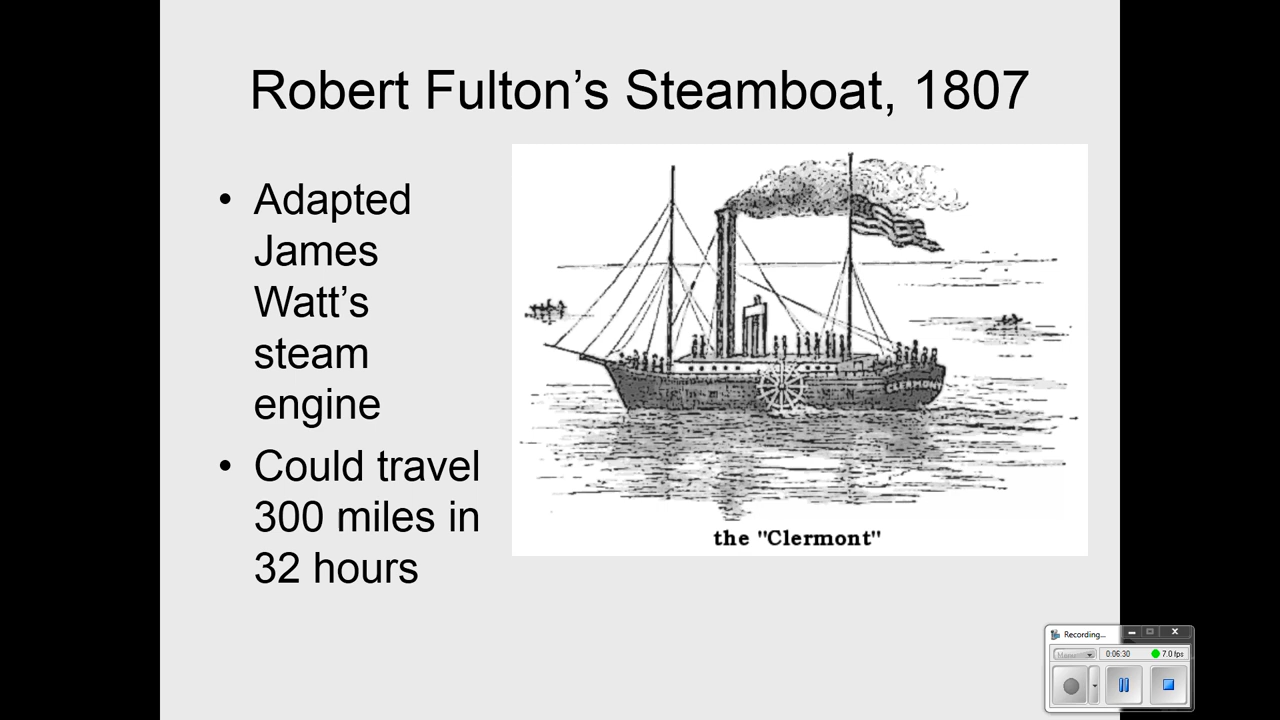 Robert Fulton’s Steamboat, 1807
• Adapted
James
Watt’s
steam
engine
• Could travel
300 miles in
32 hours
CLERMONT
the "Clermont"
Recording...
0:06:30
7.0 fps